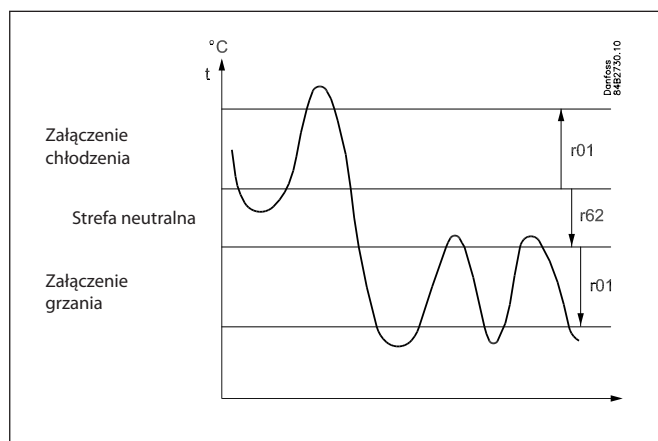 °C
t
Danfoss
84B2730.10
Załączenie
chłodzenia
r01
Strefa neutralna
r62
Załączenie
grzania
r01